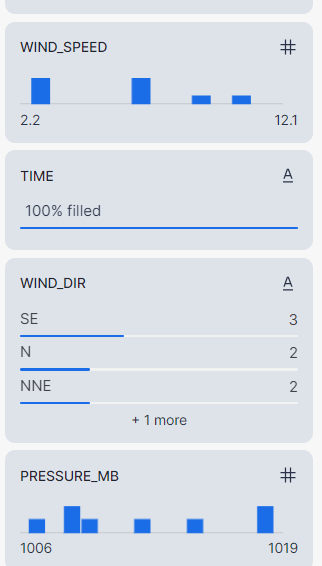 WIND_SPEED
2.2 12.1
TIME
100% filled
WIND_DIR
SE 3
N 2
NNE 2
+ 1 more
PRESSURE_MB
1006 1019